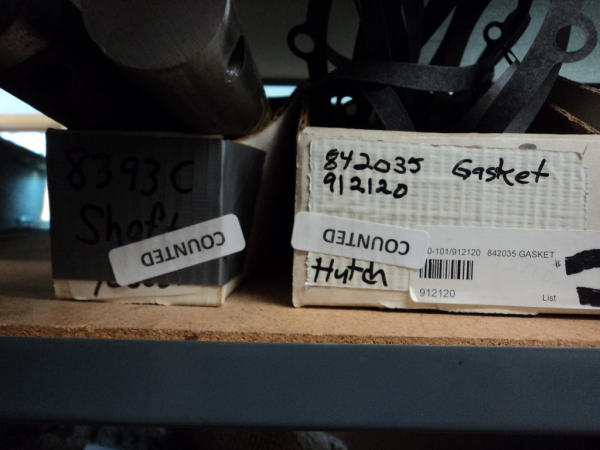 8393C
Shaft
COUNTED
842035 Gasket
912120
COUNTED
Hutch
0-101/912120 842035 GASKET
912120 List